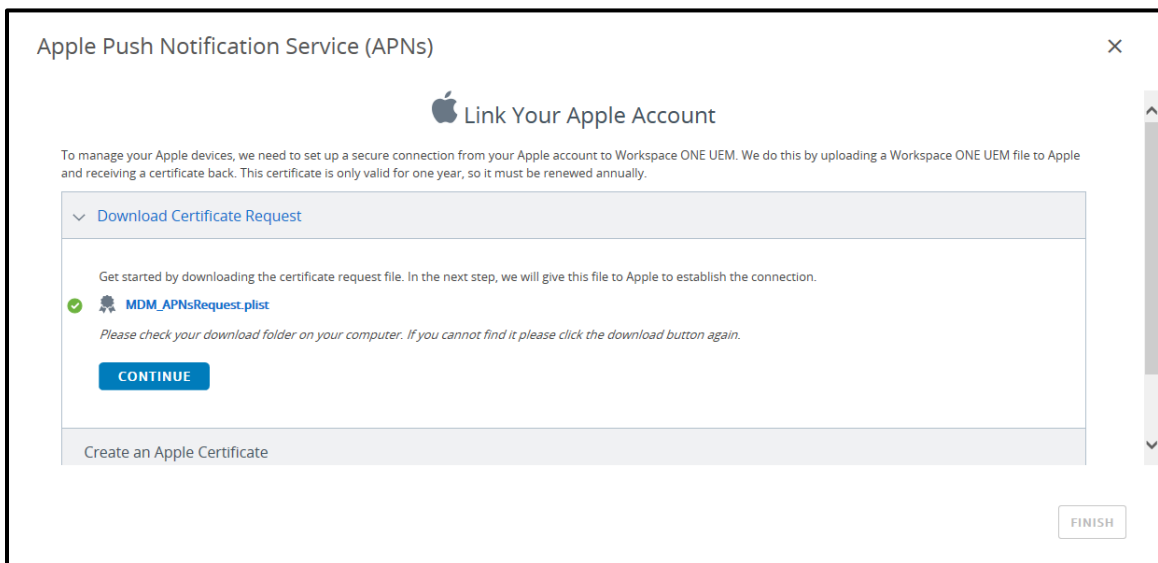 Apple Push Notification Service (APNs)
Link Your Apple Account
To manage your Apple devices, we need to set up a secure connection from your Apple account to Workspace ONE UEM. We do this by uploading a Workspace ONE UEM file to Apple
and receiving a certificate back. This certificate is only valid for one year, so it must be renewed annually.
Download Certificate Request
Get started by downloading the certificate request file. In the next step, we will give this file to Apple to establish the connection.
MDM_APNsRequest.plist
Please check your download folder on your computer. If you cannot find it please click the download button again.
CONTINUE
Create an Apple Certificate
FINISH